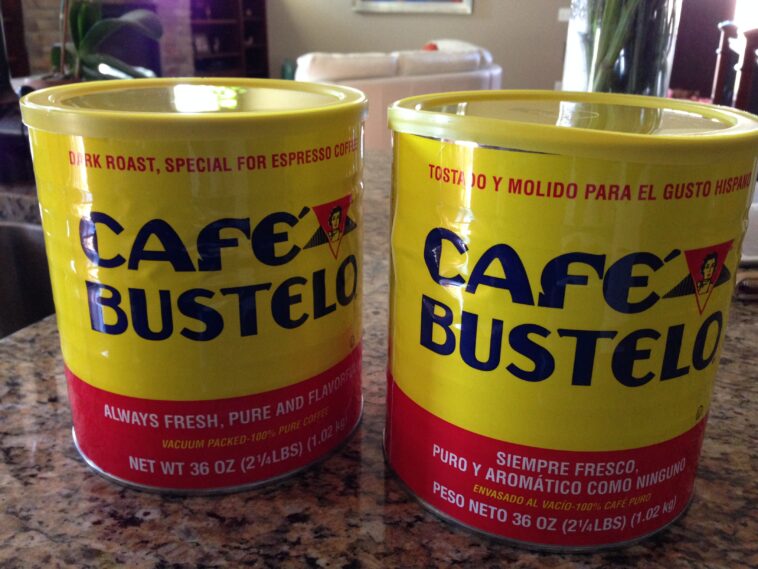 DARK ROAST, SPECIAL FOR ESPRESSO COFFEE
CAFÉ
BUSTELO
ALWAYS FRESH, PURE AND FLAVORFUL
VACUUM PACKED-100% PURE COFFEE
NET WT 36 OZ (2¼LBS) (1.02 kg)
TOSTADO Y MOLIDO PARA EL GUSTO HISPANO
CAFÉ
BUSTELO
SIEMPRE FRESCO,
PURO Y AROMÁTICO COMO NINGUNO
ENVASADO AL VACÍO-100% CAFÉ PURO
PESO NETO 36 OZ (2¼LBS) (1.02 kg)